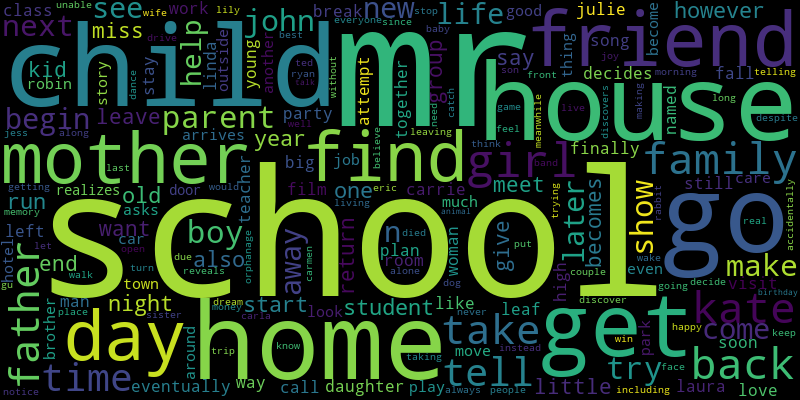 class
unable
wife
lily
work
see
next
miss
help
john
break
new
everyone
stop
since
baby
good
life
julie
however
become
child
mr
friend
kid
robin
story
stay
drive
best
linda
outside
young
another
ted
ryan
talk
without
attempt
together
group
say
son
song
joy
thing
front
decides
fall
morning
telling
house
begin
leave
parent
dance
year
party
need
catch
game
feel
meanwhile
live
discovers
named
making
long
despite
jess
along
arrives
well
believe
leaving
think
band
finally
mother
find
girl
family
last
realizes
door
big
job
film
one
eric
carrie
meet
still
care
getting
memory
run
old
asks
teacher
would
living
much
animal
trying
later
becomes
show
rabbit
accidentally
school
go
left
want
car
boy
also
orphanage
due
reveals
away
carmen
return
n
died
plan
room
alone
woman
dog
give
put
high
couple
wake
even
real
make
hotel
let
end
walk
open
town
turn
going
decide
visit
birthday
father
man
night
place
sister
brother
day
dream
start
money
carla
home
look
student
like
take
never
leaf
get
discover
park
happy
kate
come
keep
around
trip
know
taking
move
instead
win
face
soon
back
notice
time
eventually
way
call
daughter
play
always
tell
people
little
try
including
laura
love